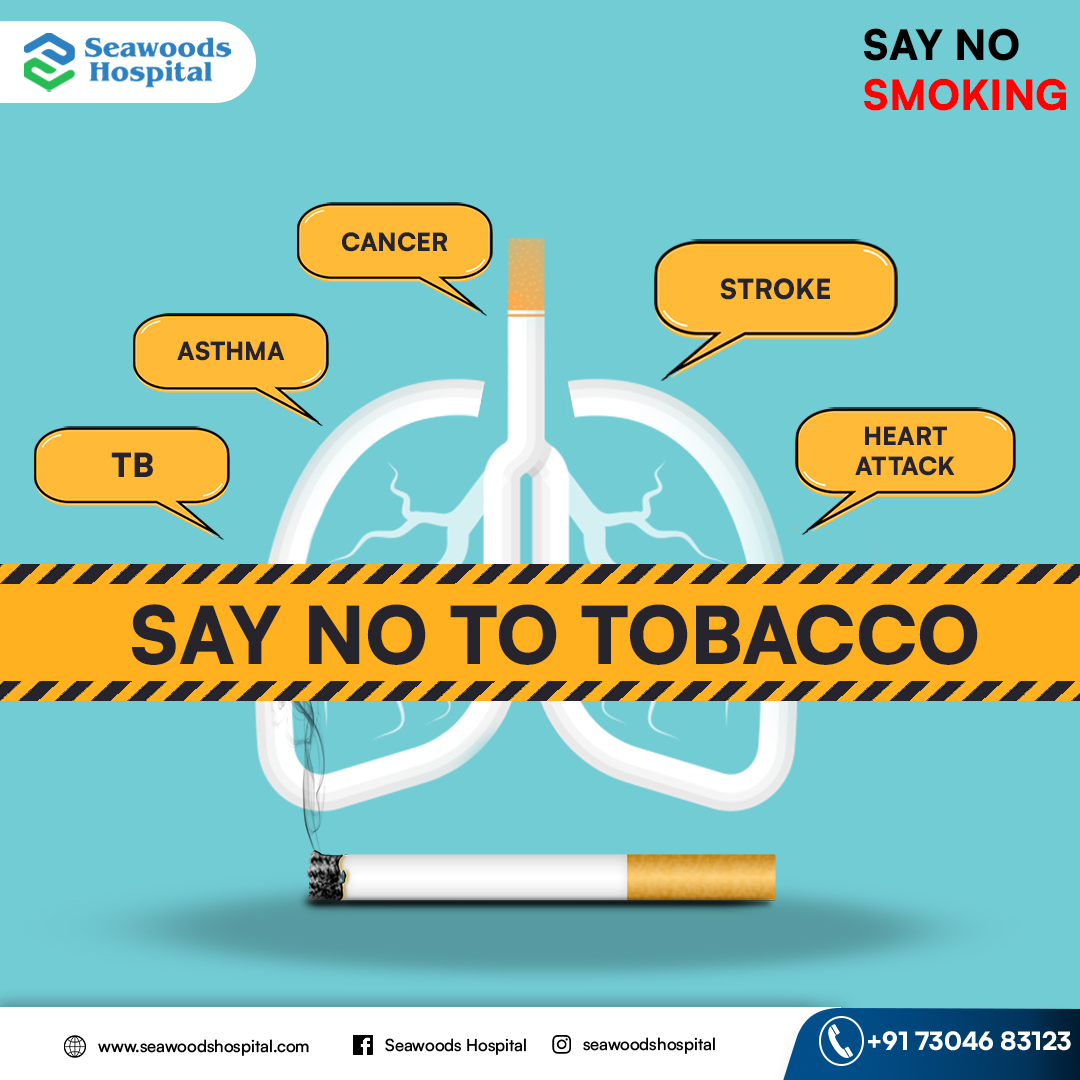 Seawoods
Hospital
SAY NO
SMOKING
CANCER
STROKE
ASTHMA
HEART
ATTACK
TB
SAY NO TO TOBACCO
www.seawoodshospital.com
Seawoods Hospital
seawoodshospital
+91 73046 83123